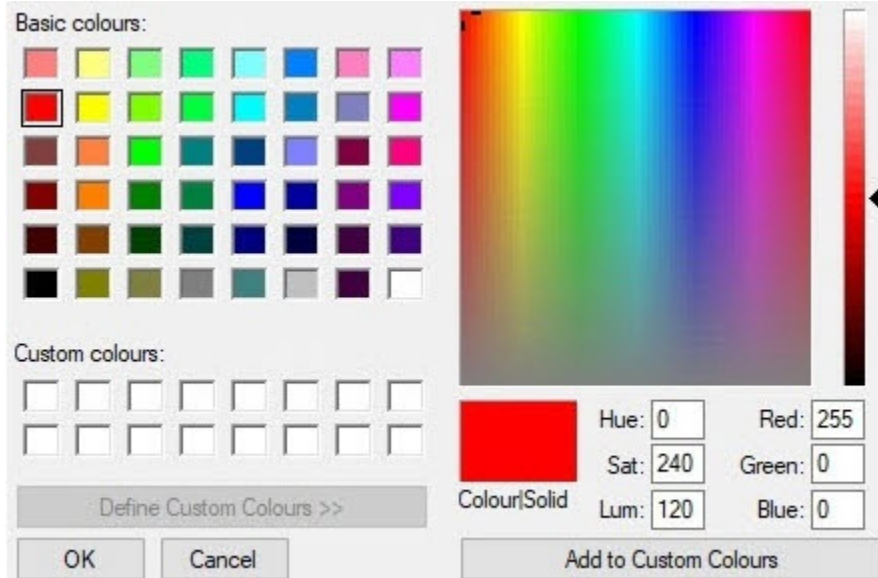 Basic colours:
Custom colours:
Define Custom Colours >>
OK
Cancel
Colour|Solid
Hue: 0
Sat: 240
Lum: 120
Red: 255
Green: 0
Blue: 0
Add to Custom Colours